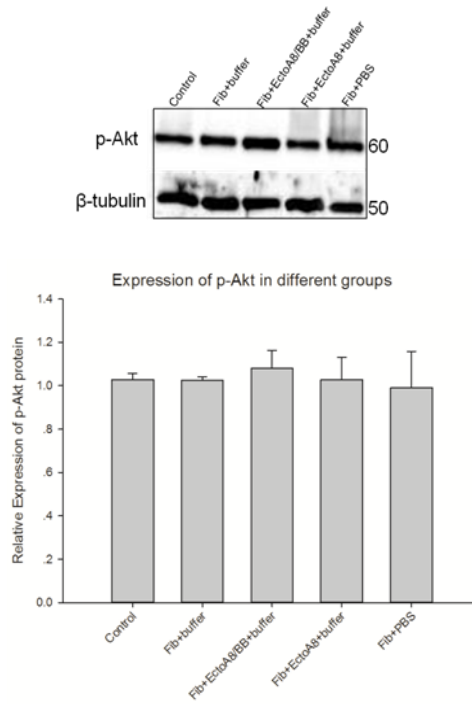 Control
Fib+buffer
Fib+EctoA8/BB+buffer
Fib+EctoA8+buffer
Fib+PBS
p-Akt
60
β-tubulin
50
Expression of p-Akt in different groups
Relative Expression of p-Akt protein
1.4
1.2
1.0
.8
.6
.4
.2
0.0
Control
Fib+buffer
Fib+EctoA8/BB+buffer
Fib+EctoA8+buffer
Fib+PBS